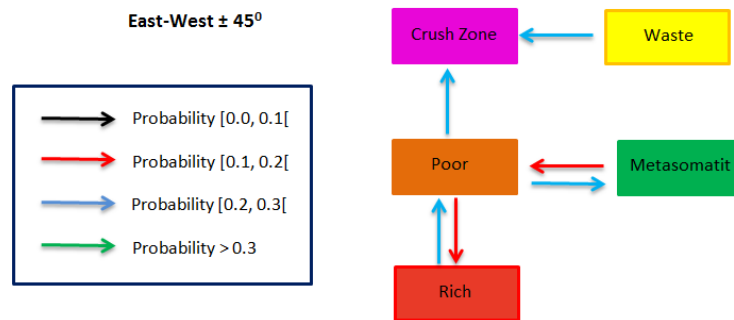 East-West ± 45⁰
Probability [0.0, 0.1[
Probability [0.1, 0.2[
Probability [0.2, 0.3[
Probability > 0.3
Crush Zone
Waste
Poor
Metasomatit
Rich